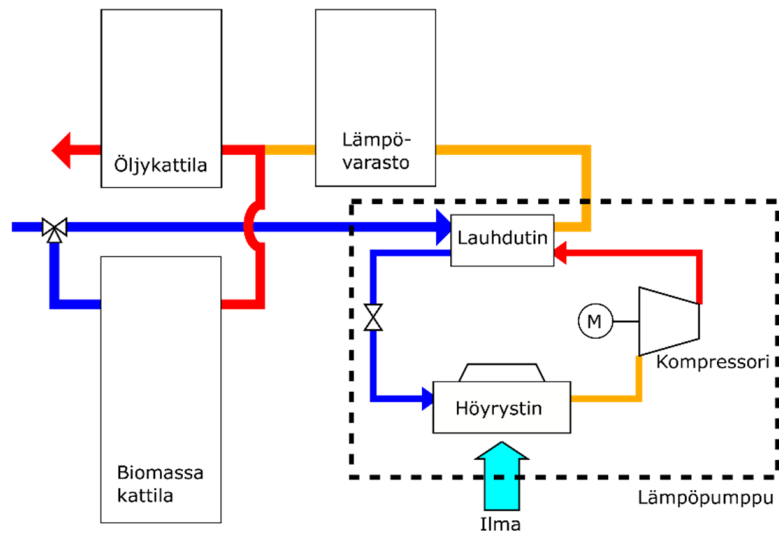 Öljykattila
Lämpö-
varasto
Lauhdutin
M
Kompressori
Höyrystin
Biomassa
kattila
Lämpöpumppu
Ilma